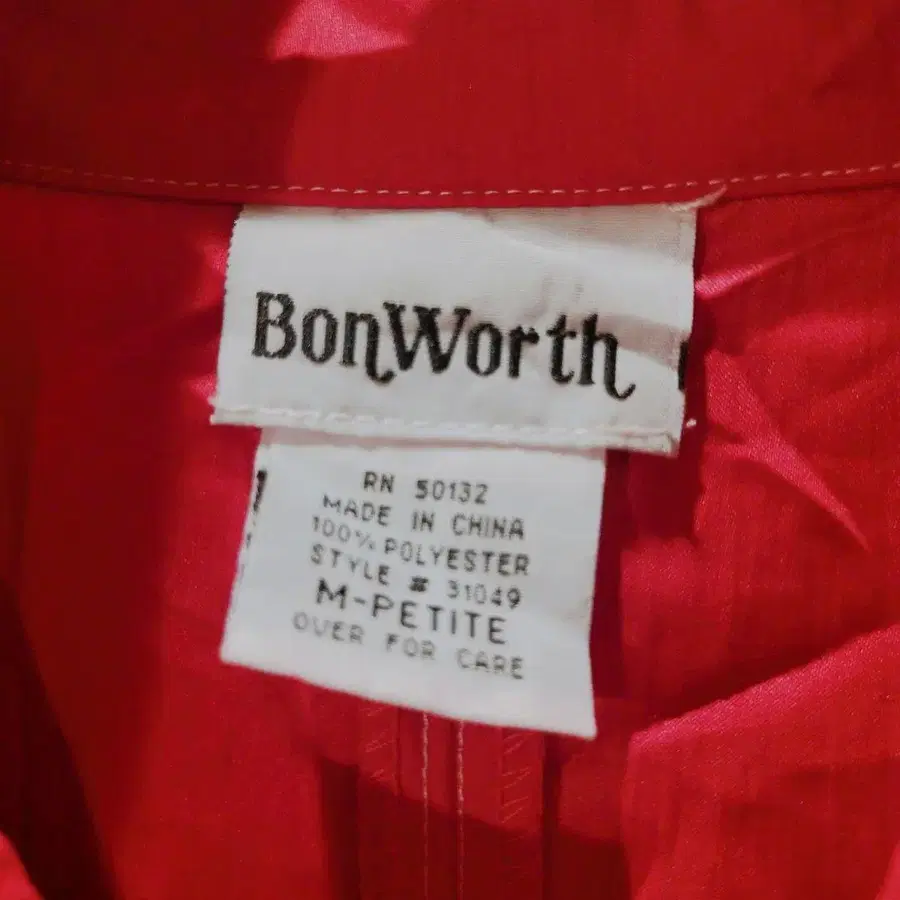 BonWorth
RN 50132
MADE IN CHINA
100% POLYESTER
STYLE # 31049
M-PETITE
OVER FOR CARE